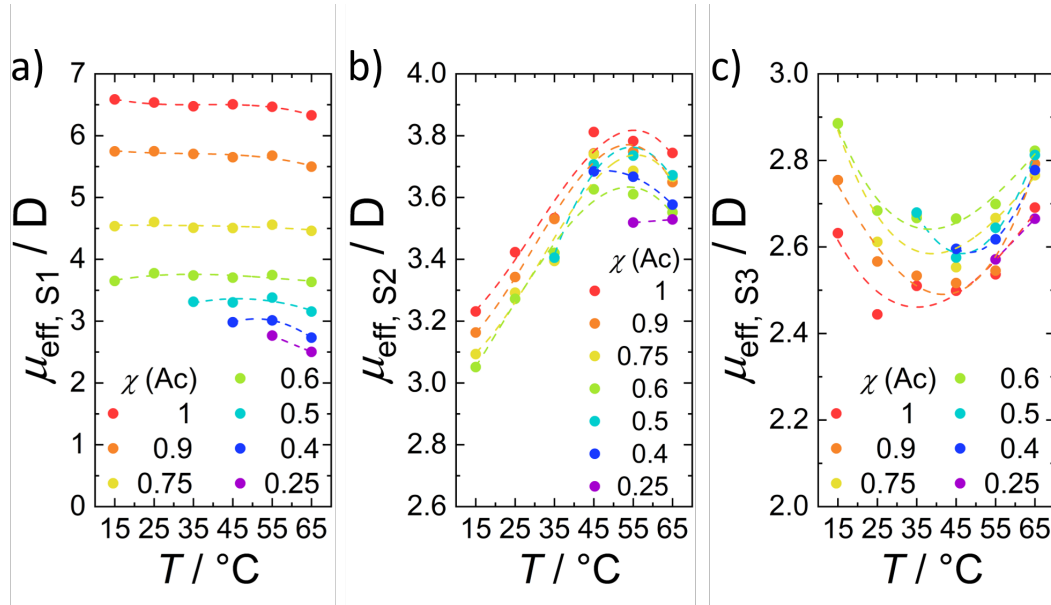 a)
μeff, S1 / D
7
6
5
4
3
2
1
0
χ (Ac)
1
0.9
0.75
0.6
0.5
0.4
0.25
15 25 35 45 55 65
T / °C
b)
μeff, S2 / D
4.0
3.8
3.6
3.4
3.2
3.0
2.8
2.6
χ (Ac)
1
0.9
0.75
0.6
0.5
0.4
0.25
15 25 35 45 55 65
T / °C
c)
μeff, S3 / D
3.0
2.8
2.6
2.4
2.2
2.0
χ (Ac)
1
0.9
0.75
0.6
0.5
0.4
0.25
15 25 35 45 55 65
T / °C